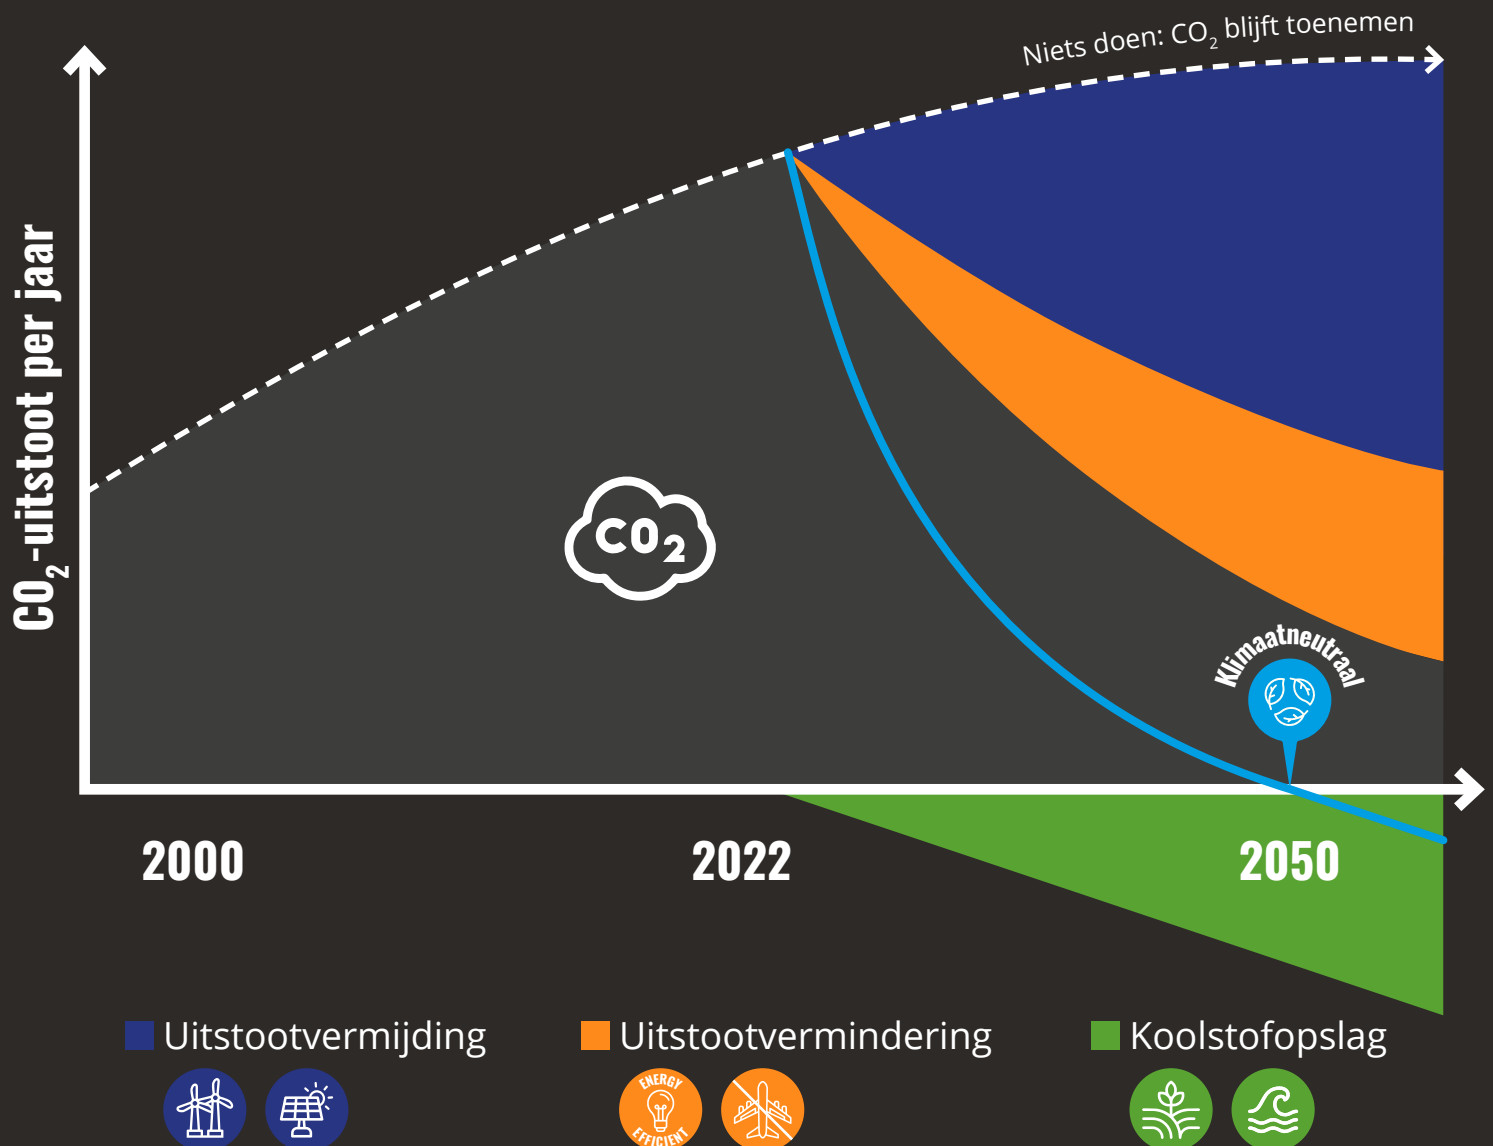 Niets doen: CO₂ blijft toenemen
CO₂-uitstoot per jaar
CO₂
Klimaatneutraal
2000
2022
2050
Uitstootvermijding
Uitstootvermindering
Koolstofopslag
ENERGY
EFFICIENT